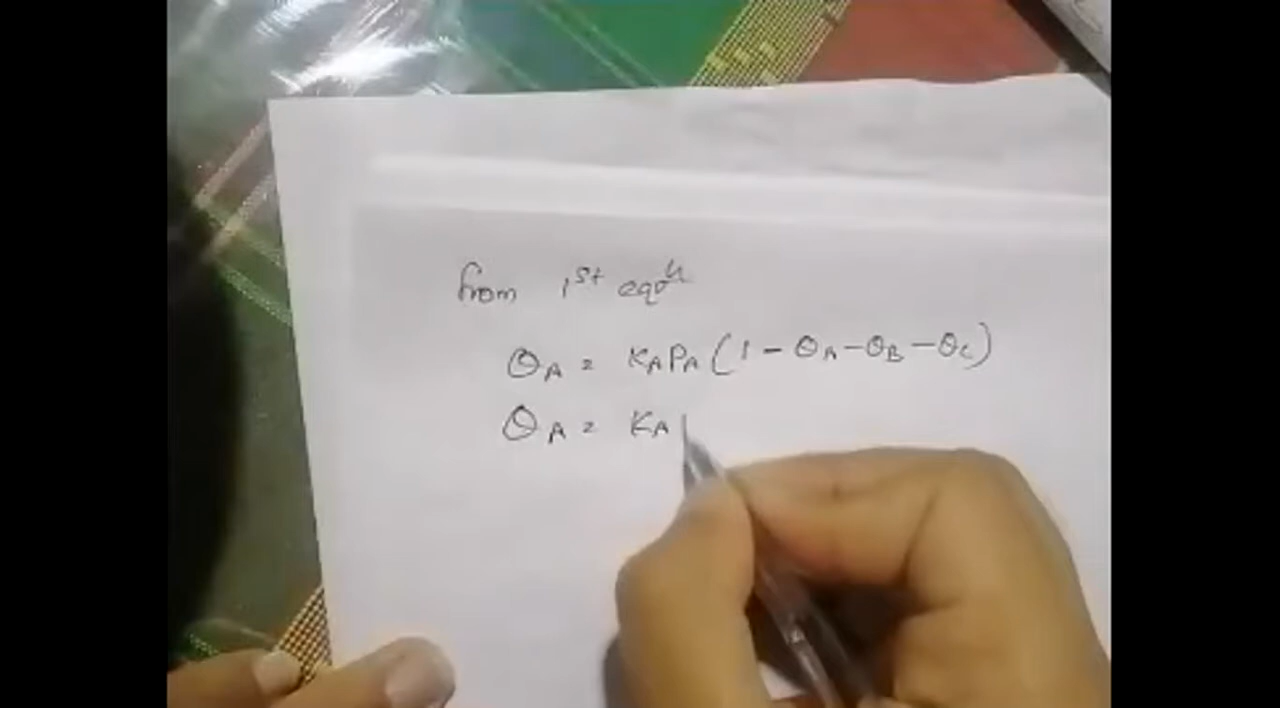 from 1st eqn
θA = KAPA (1 - θA - θB - θC)
θA = KA